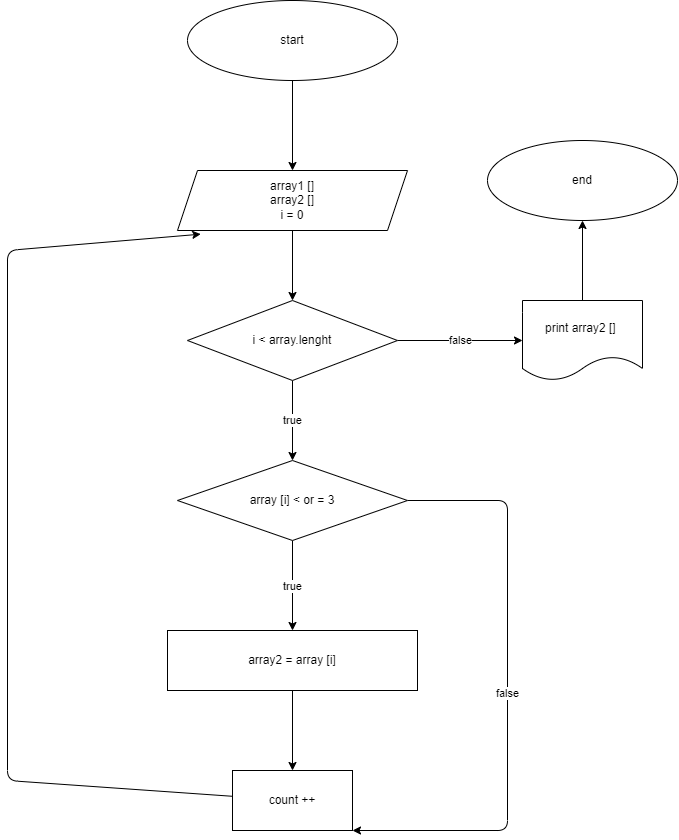 start
array1 []
array2 []
i = 0
end
i < array.lenght
false
print array2 []
true
array [i] < or = 3
true
array2 = array [i]
false
count ++